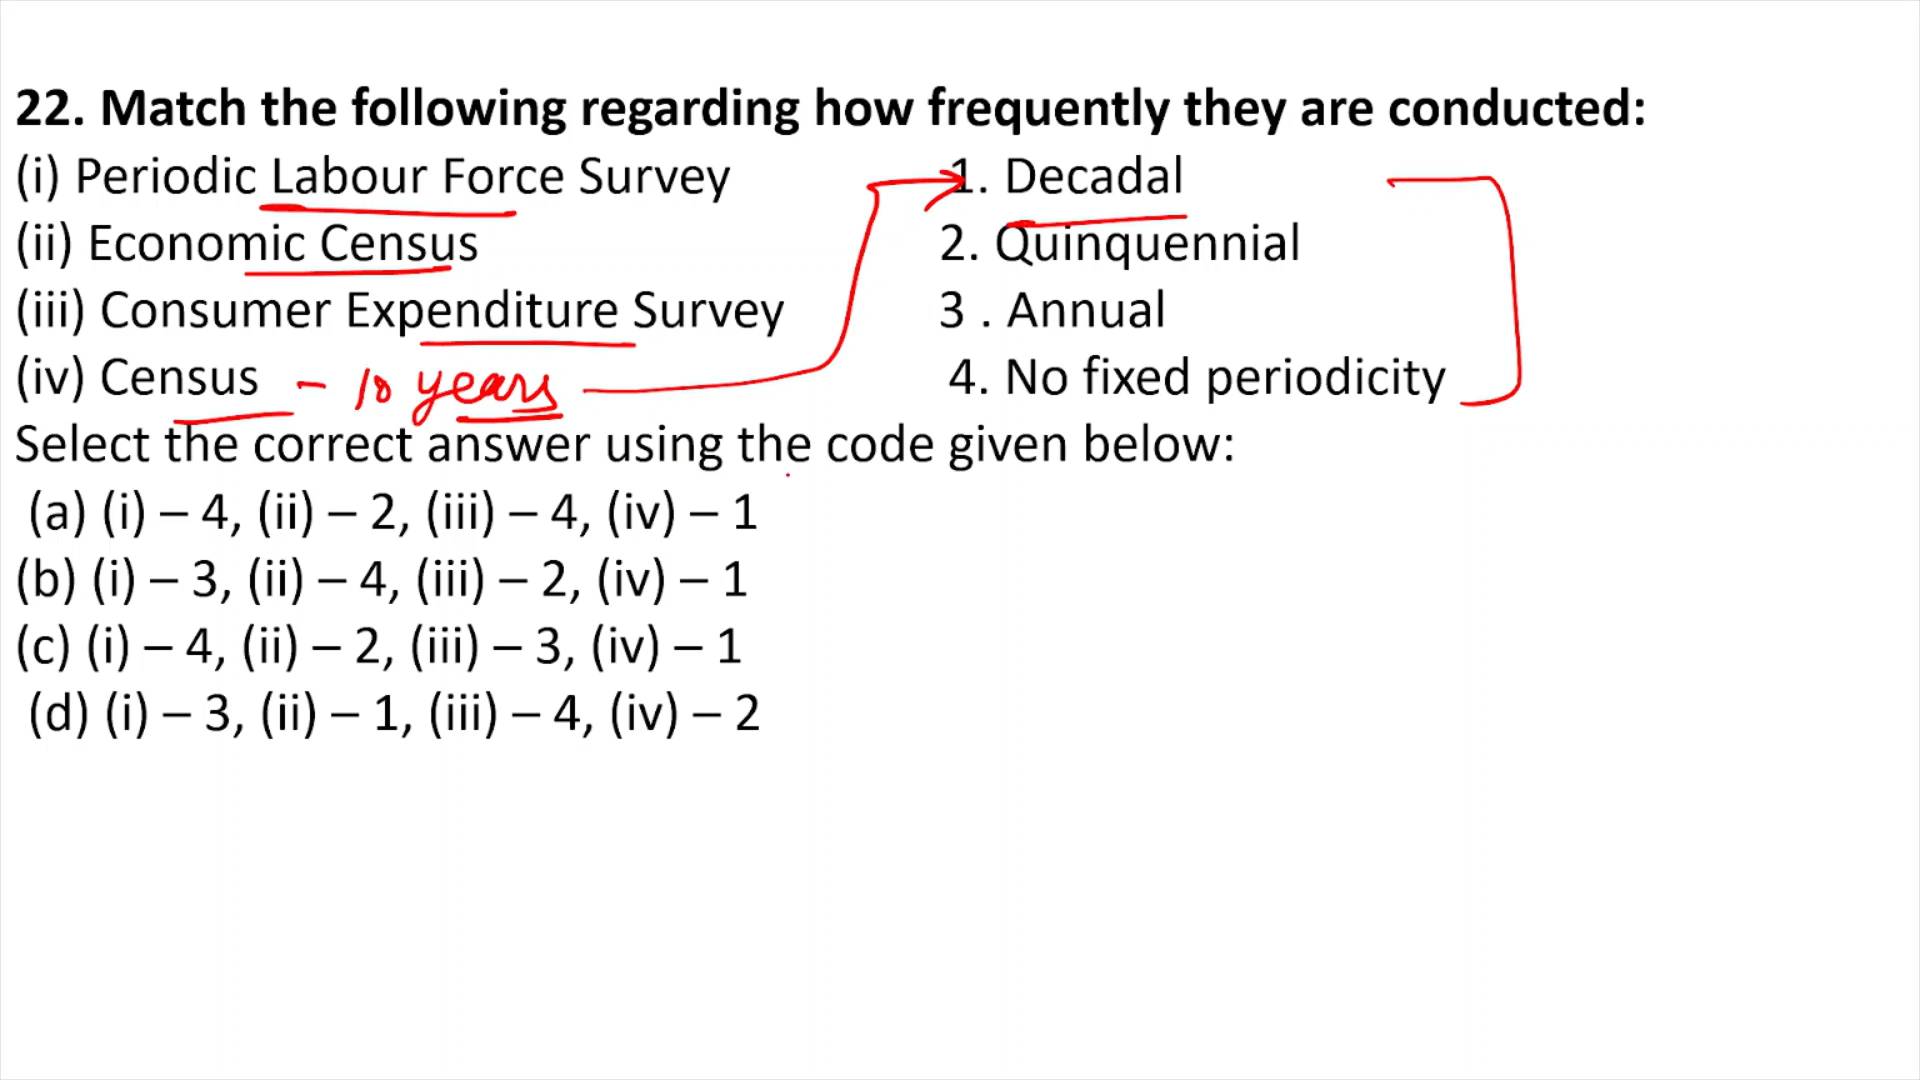 22. Match the following regarding how frequently they are conducted:
(i) Periodic Labour Force Survey 1. Decadal
(ii) Economic Census 2. Quinquennial
(iii) Consumer Expenditure Survey 3 . Annual
(iv) Census - 10 years 4. No fixed periodicity
Select the correct answer using the code given below:
(a) (i) – 4, (ii) – 2, (iii) – 4, (iv) – 1
(b) (i) – 3, (ii) – 4, (iii) – 2, (iv) – 1
(c) (i) – 4, (ii) – 2, (iii) – 3, (iv) – 1
(d) (i) – 3, (ii) – 1, (iii) – 4, (iv) – 2